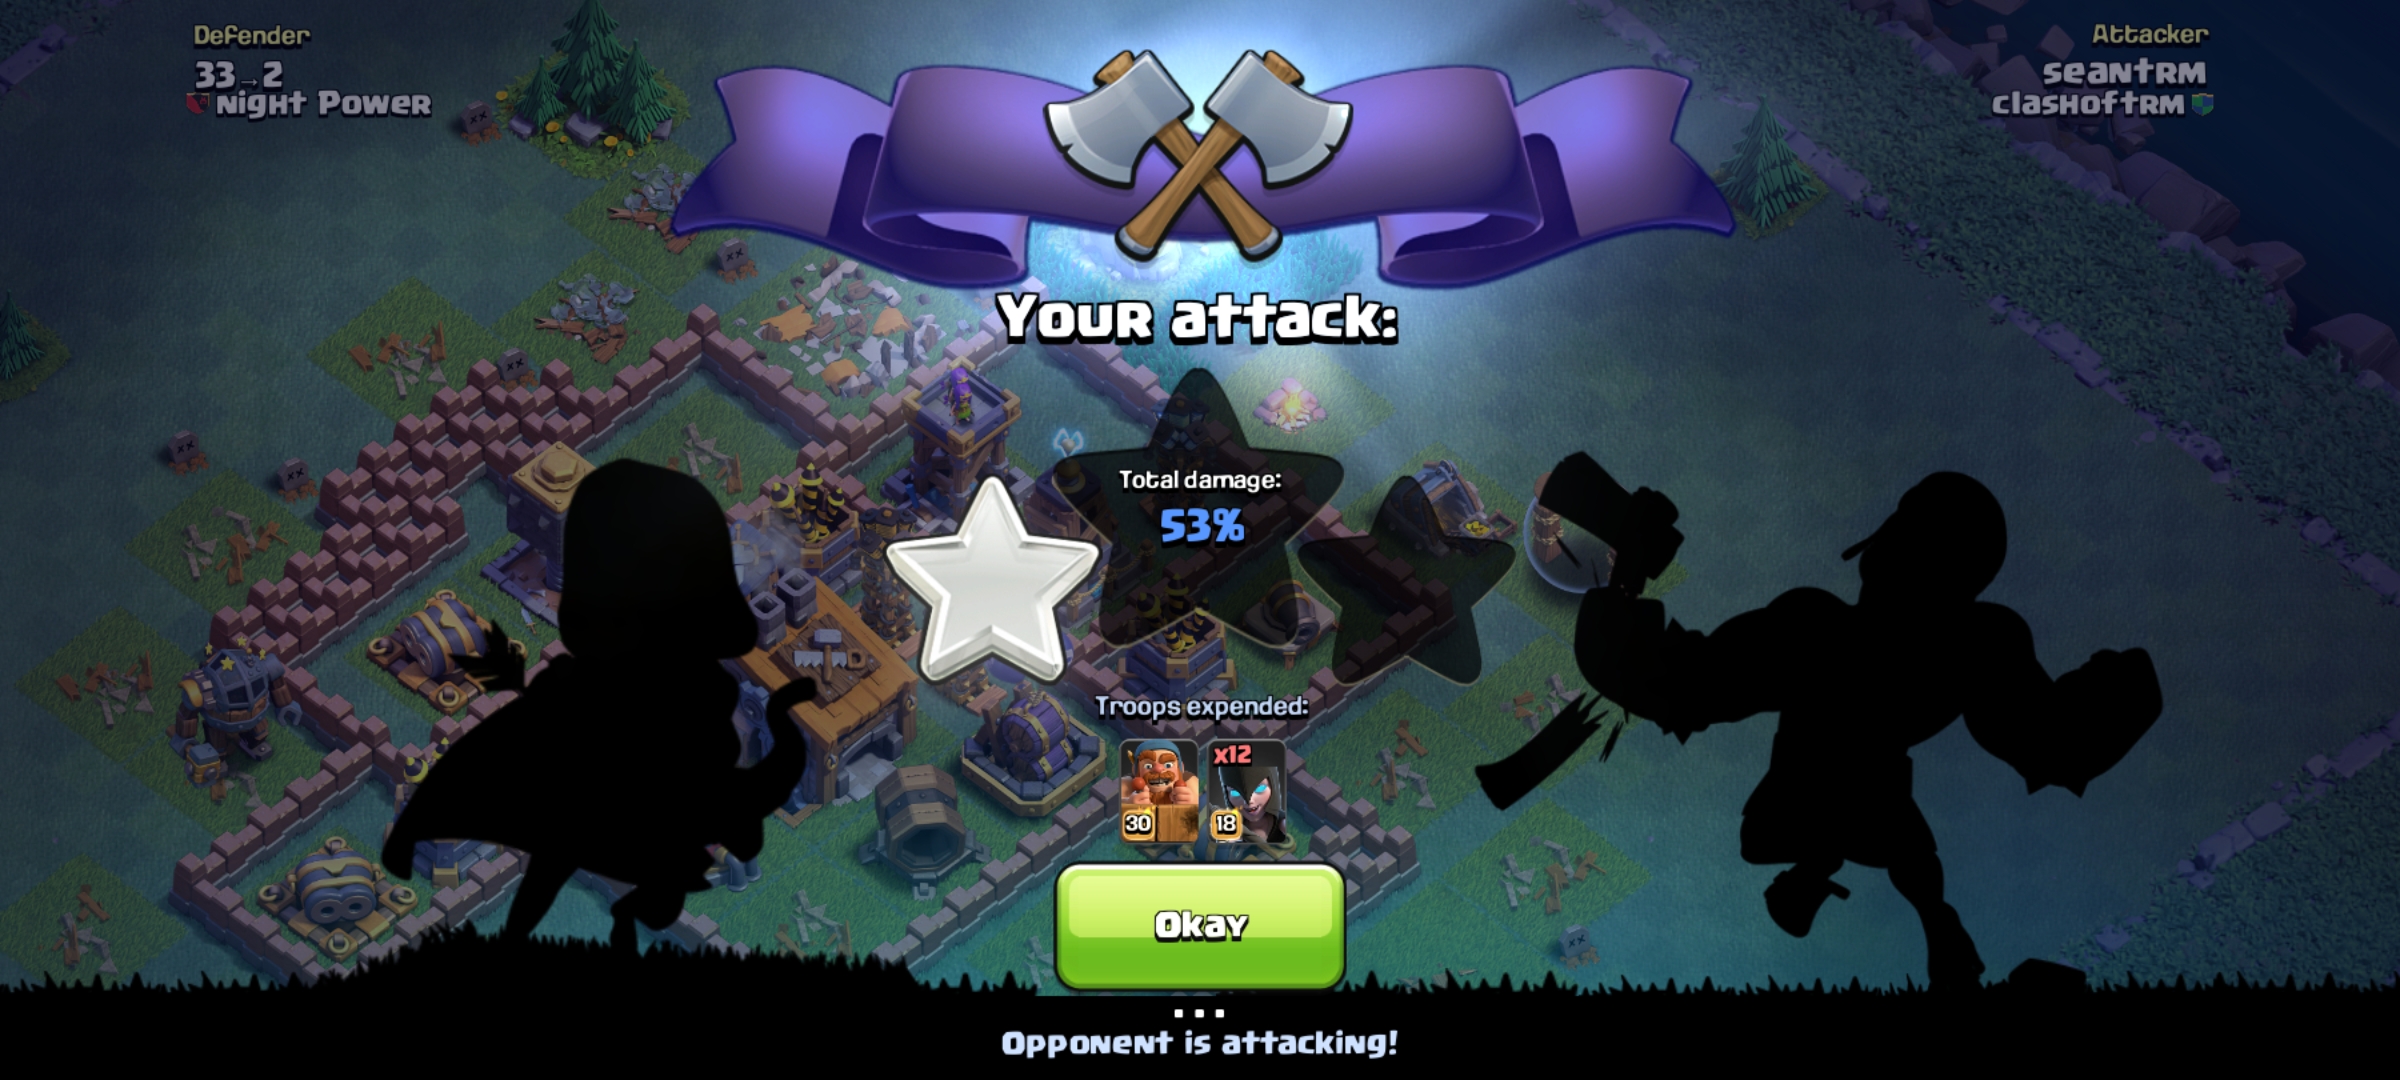 Defender
33→2
night Power
Attacker
seantRM
clashoftRM
Your attack:
Total damage:
53%
Troops expended:
x12
30
18
Okay
...
Opponent is attacking!